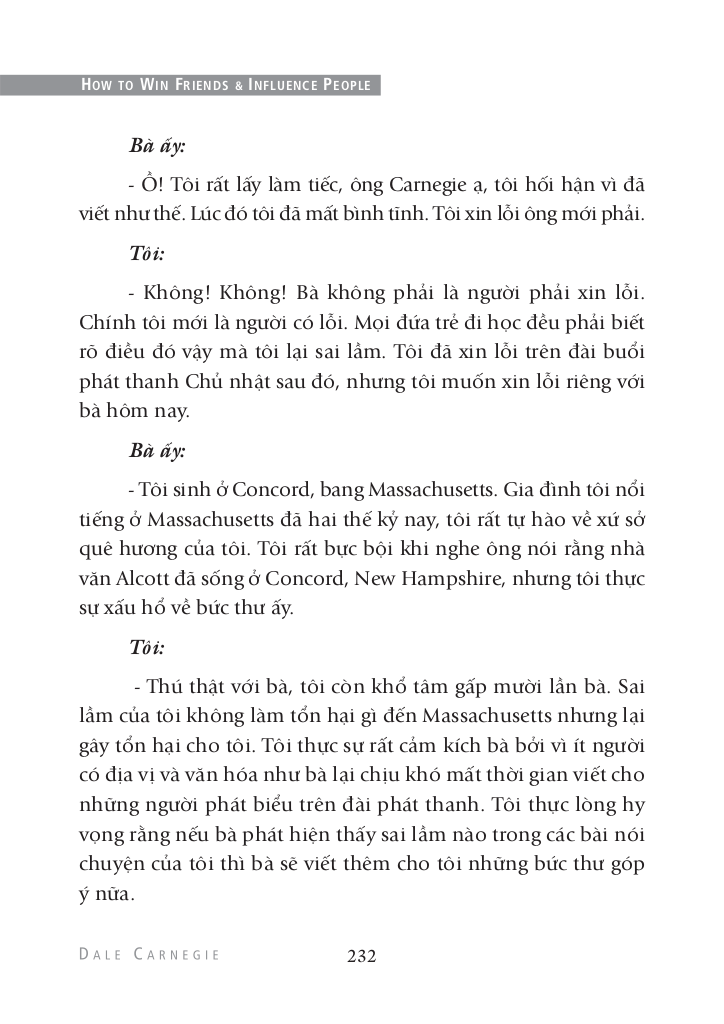 HOW TO WIN FRIENDS & INFLUENCE PEOPLE
Bà ấy:
- Ồ! Tôi rất lấy làm tiếc, ông Carnegie ạ, tôi hối hận vì đã
viết như thế. Lúc đó tôi đã mất bình tĩnh. Tôi xin lỗi ông mới phải.
Tôi:
- Không! Không! Bà không phải là người phải xin lỗi.
Chính tôi mới là người có lỗi. Mọi đứa trẻ đi học đều phải biết
rõ điều đó vậy mà tôi lại sai lầm. Tôi đã xin lỗi trên đài buổi
phát thanh Chủ nhật sau đó, nhưng tôi muốn xin lỗi riêng với
bà hôm nay.
Bà ấy:
- Tôi sinh ở Concord, bang Massachusetts. Gia đình tôi nổi
tiếng ở Massachusetts đã hai thế kỷ nay, tôi rất tự hào về xứ sở
quê hương của tôi. Tôi rất bực bội khi nghe ông nói rằng nhà
văn Alcott đã sống ở Concord, New Hampshire, nhưng tôi thực
sự xấu hổ về bức thư ấy.
Tôi:
- Thú thật với bà, tôi còn khổ tâm gấp mười lần bà. Sai
lầm của tôi không làm tổn hại gì đến Massachusetts nhưng lại
gây tổn hại cho tôi. Tôi thực sự rất cảm kích bà bởi vì ít người
có địa vị và văn hóa như bà lại chịu khó mất thời gian viết cho
những người phát biểu trên đài phát thanh. Tôi thực lòng hy
vọng rằng nếu bà phát hiện thấy sai lầm nào trong các bài nói
chuyện của tôi thì bà sẽ viết thêm cho tôi những bức thư góp
ý nữa.
DALE CARNEGIE 232